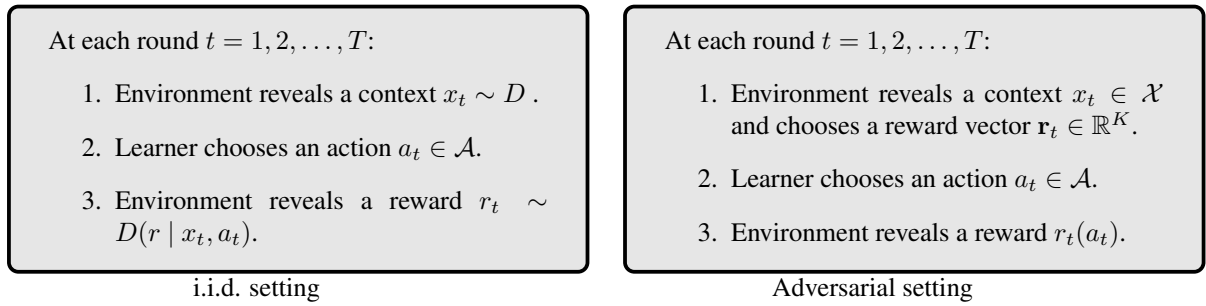 At each round t = 1, 2, . . . , T:
1. Environment reveals a context x_t ∼ D .
2. Learner chooses an action a_t ∈ 𝒜.
3. Environment reveals a reward r_t ∼
D(r | x_t, a_t).
i.i.d. setting
At each round t = 1, 2, . . . , T:
1. Environment reveals a context x_t ∈ 𝒳
and chooses a reward vector 𝐫_t ∈ ℝ^K.
2. Learner chooses an action a_t ∈ 𝒜.
3. Environment reveals a reward r_t(a_t).
Adversarial setting